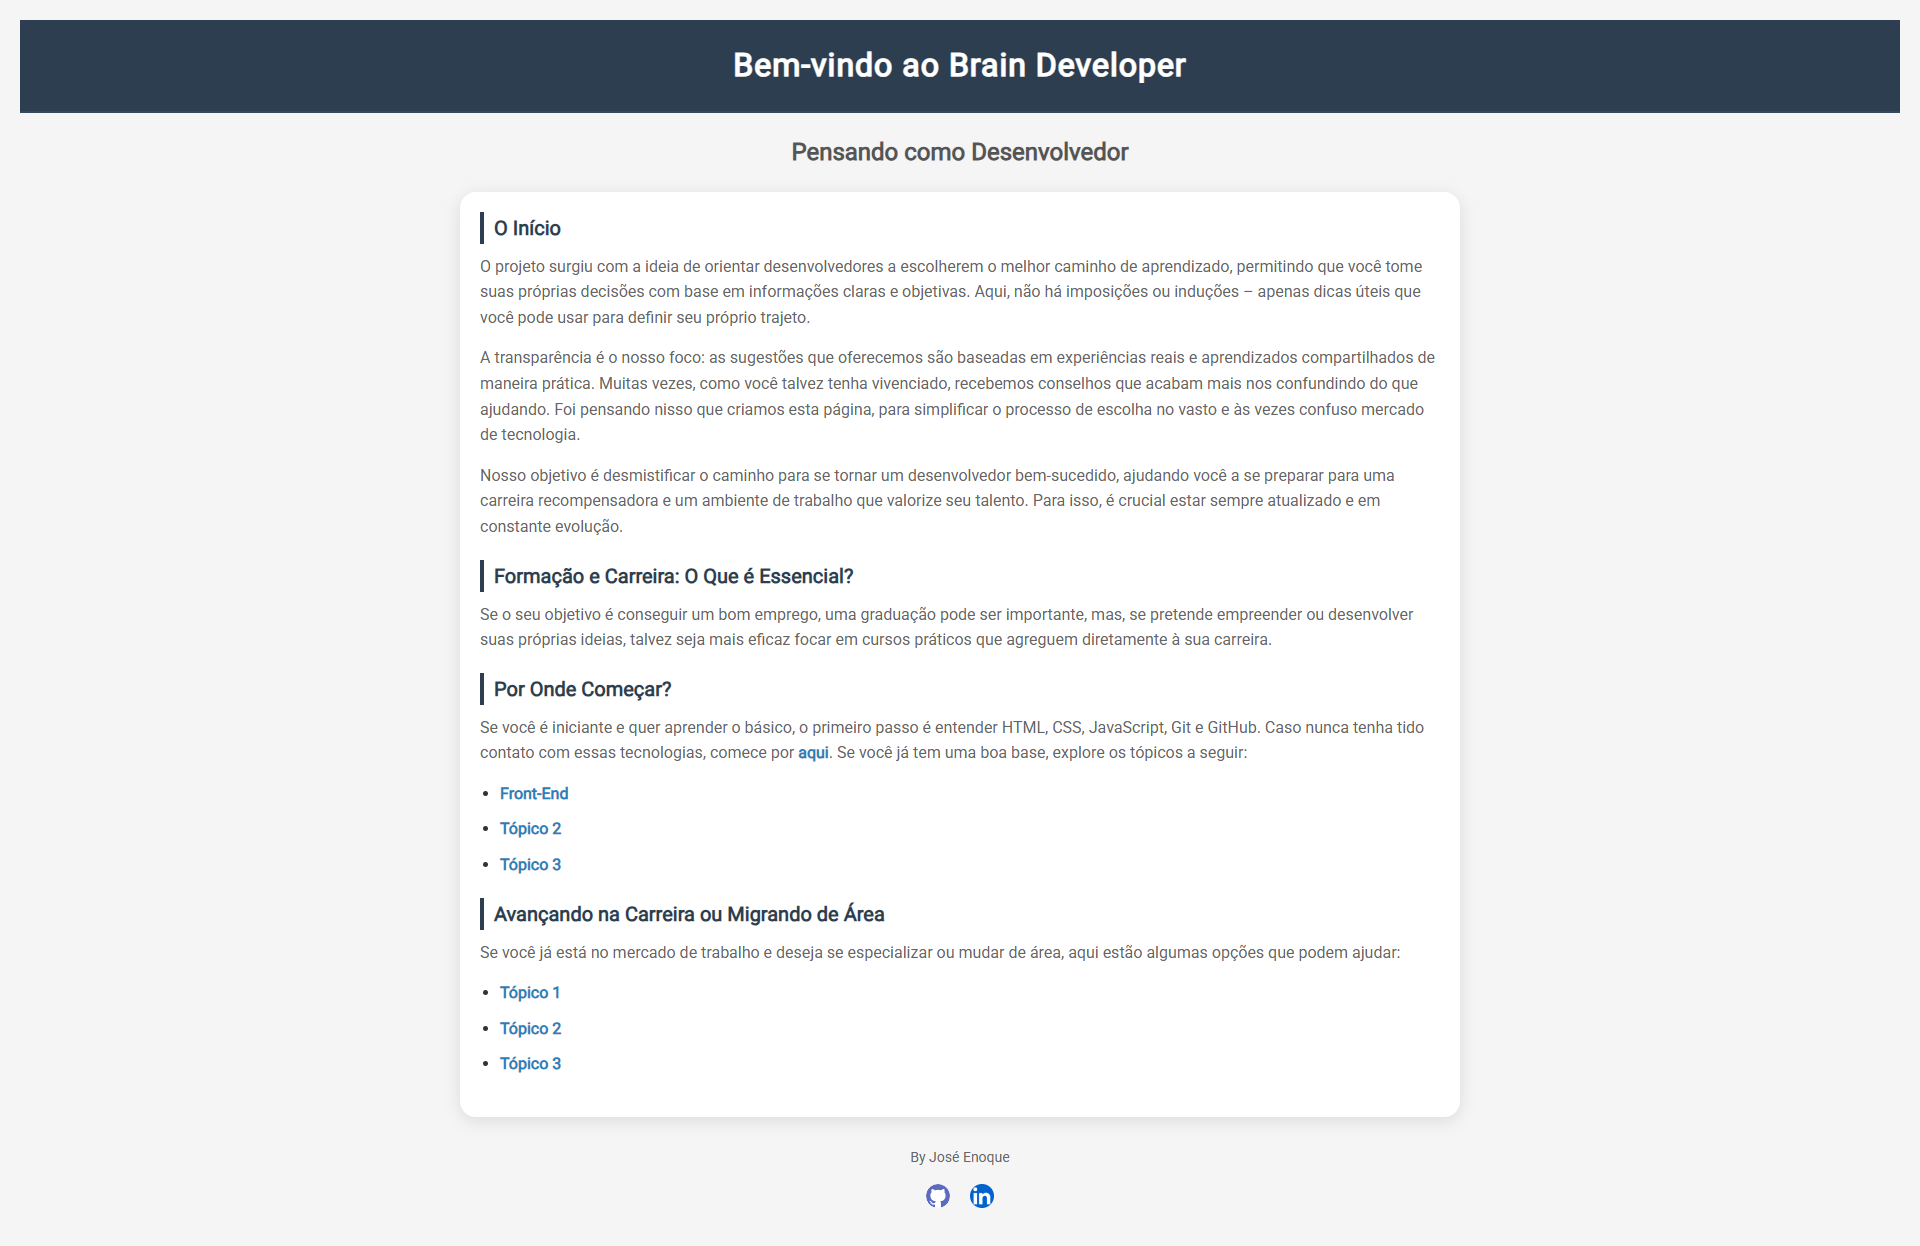 Bem-vindo ao Brain Developer
Pensando como Desenvolvedor
O Início
O projeto surgiu com a ideia de orientar desenvolvedores a escolherem o melhor caminho de aprendizado, permitindo que você tome
suas próprias decisões com base em informações claras e objetivas. Aqui, não há imposições ou induções – apenas dicas úteis que
você pode usar para definir seu próprio trajeto.
A transparência é o nosso foco: as sugestões que oferecemos são baseadas em experiências reais e aprendizados compartilhados de
maneira prática. Muitas vezes, como você talvez tenha vivenciado, recebemos conselhos que acabam mais nos confundindo do que
ajudando. Foi pensando nisso que criamos esta página, para simplificar o processo de escolha no vasto e às vezes confuso mercado
de tecnologia.
Nosso objetivo é desmistificar o caminho para se tornar um desenvolvedor bem-sucedido, ajudando você a se preparar para uma
carreira recompensadora e um ambiente de trabalho que valorize seu talento. Para isso, é crucial estar sempre atualizado e em
constante evolução.
Formação e Carreira: O Que é Essencial?
Se o seu objetivo é conseguir um bom emprego, uma graduação pode ser importante, mas, se pretende empreender ou desenvolver
suas próprias ideias, talvez seja mais eficaz focar em cursos práticos que agreguem diretamente à sua carreira.
Por Onde Começar?
Se você é iniciante e quer aprender o básico, o primeiro passo é entender HTML, CSS, JavaScript, Git e GitHub. Caso nunca tenha tido
contato com essas tecnologias, comece por aqui. Se você já tem uma boa base, explore os tópicos a seguir:
• Front-End
• Tópico 2
• Tópico 3
Avançando na Carreira ou Migrando de Área
Se você já está no mercado de trabalho e deseja se especializar ou mudar de área, aqui estão algumas opções que podem ajudar:
• Tópico 1
• Tópico 2
• Tópico 3
By José Enoque
in